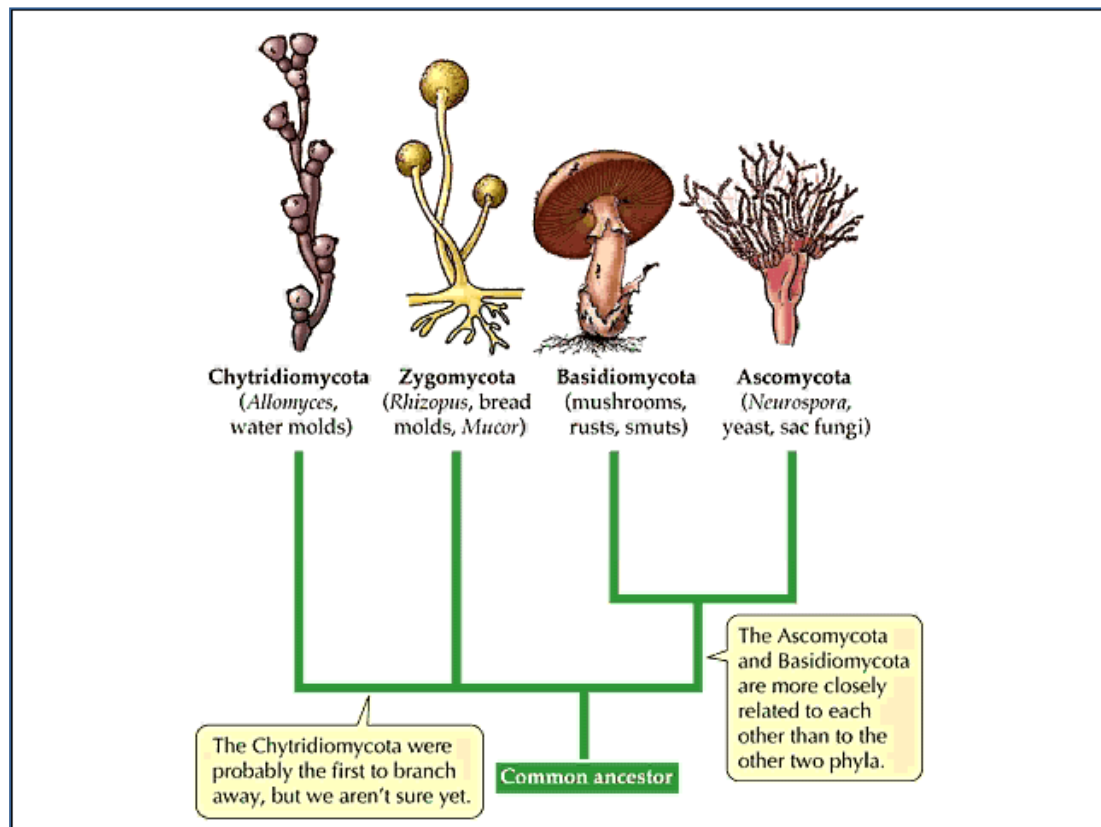 Chytridiomycota
(Allomyces,
water molds)
Zygomycota
(Rhizopus, bread
molds, Mucor)
Basidiomycota
(mushrooms,
rusts, smuts)
Ascomycota
(Neurospora,
yeast, sac fungi)
The Ascomycota
and Basidiomycota
are more closely
related to each
other than to the
other two phyla.
The Chytridiomycota were
probably the first to branch
away, but we aren't sure yet.
Common ancestor